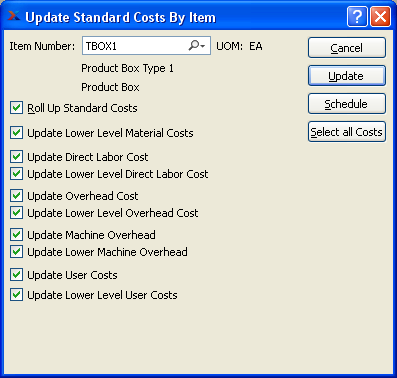 Update Standard Costs By Item
Item Number: TBOX1 UOM: EA
Cancel
Product Box Type 1
Update
Product Box
Roll Up Standard Costs
Schedule
Update Lower Level Material Costs
Select all Costs
Update Direct Labor Cost
Update Lower Level Direct Labor Cost
Update Overhead Cost
Update Lower Level Overhead Cost
Update Machine Overhead
Update Lower Machine Overhead
Update User Costs
Update Lower Level User Costs